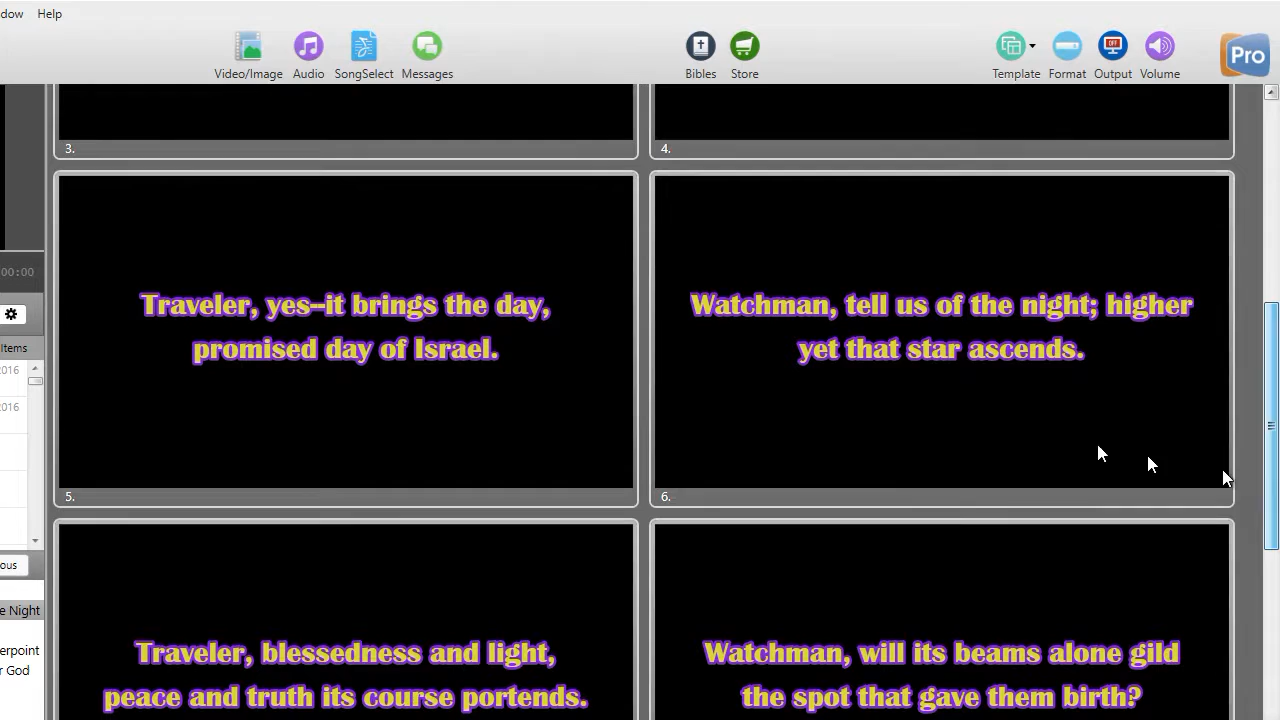 dow Help
Video/Image Audio SongSelect Messages Bibles Store Template Format Output Volume Pro
OFF
3. 4.
Traveler, yes--it brings the day,
promised day of Israel.
5.
Watchman, tell us of the night; higher
yet that star ascends.
6.
Traveler, blessedness and light,
peace and truth its course portends.
Watchman, will its beams alone gild
the spot that gave them birth?
00:00
Items
2016
2016
ous
e Night
erpoint
r God